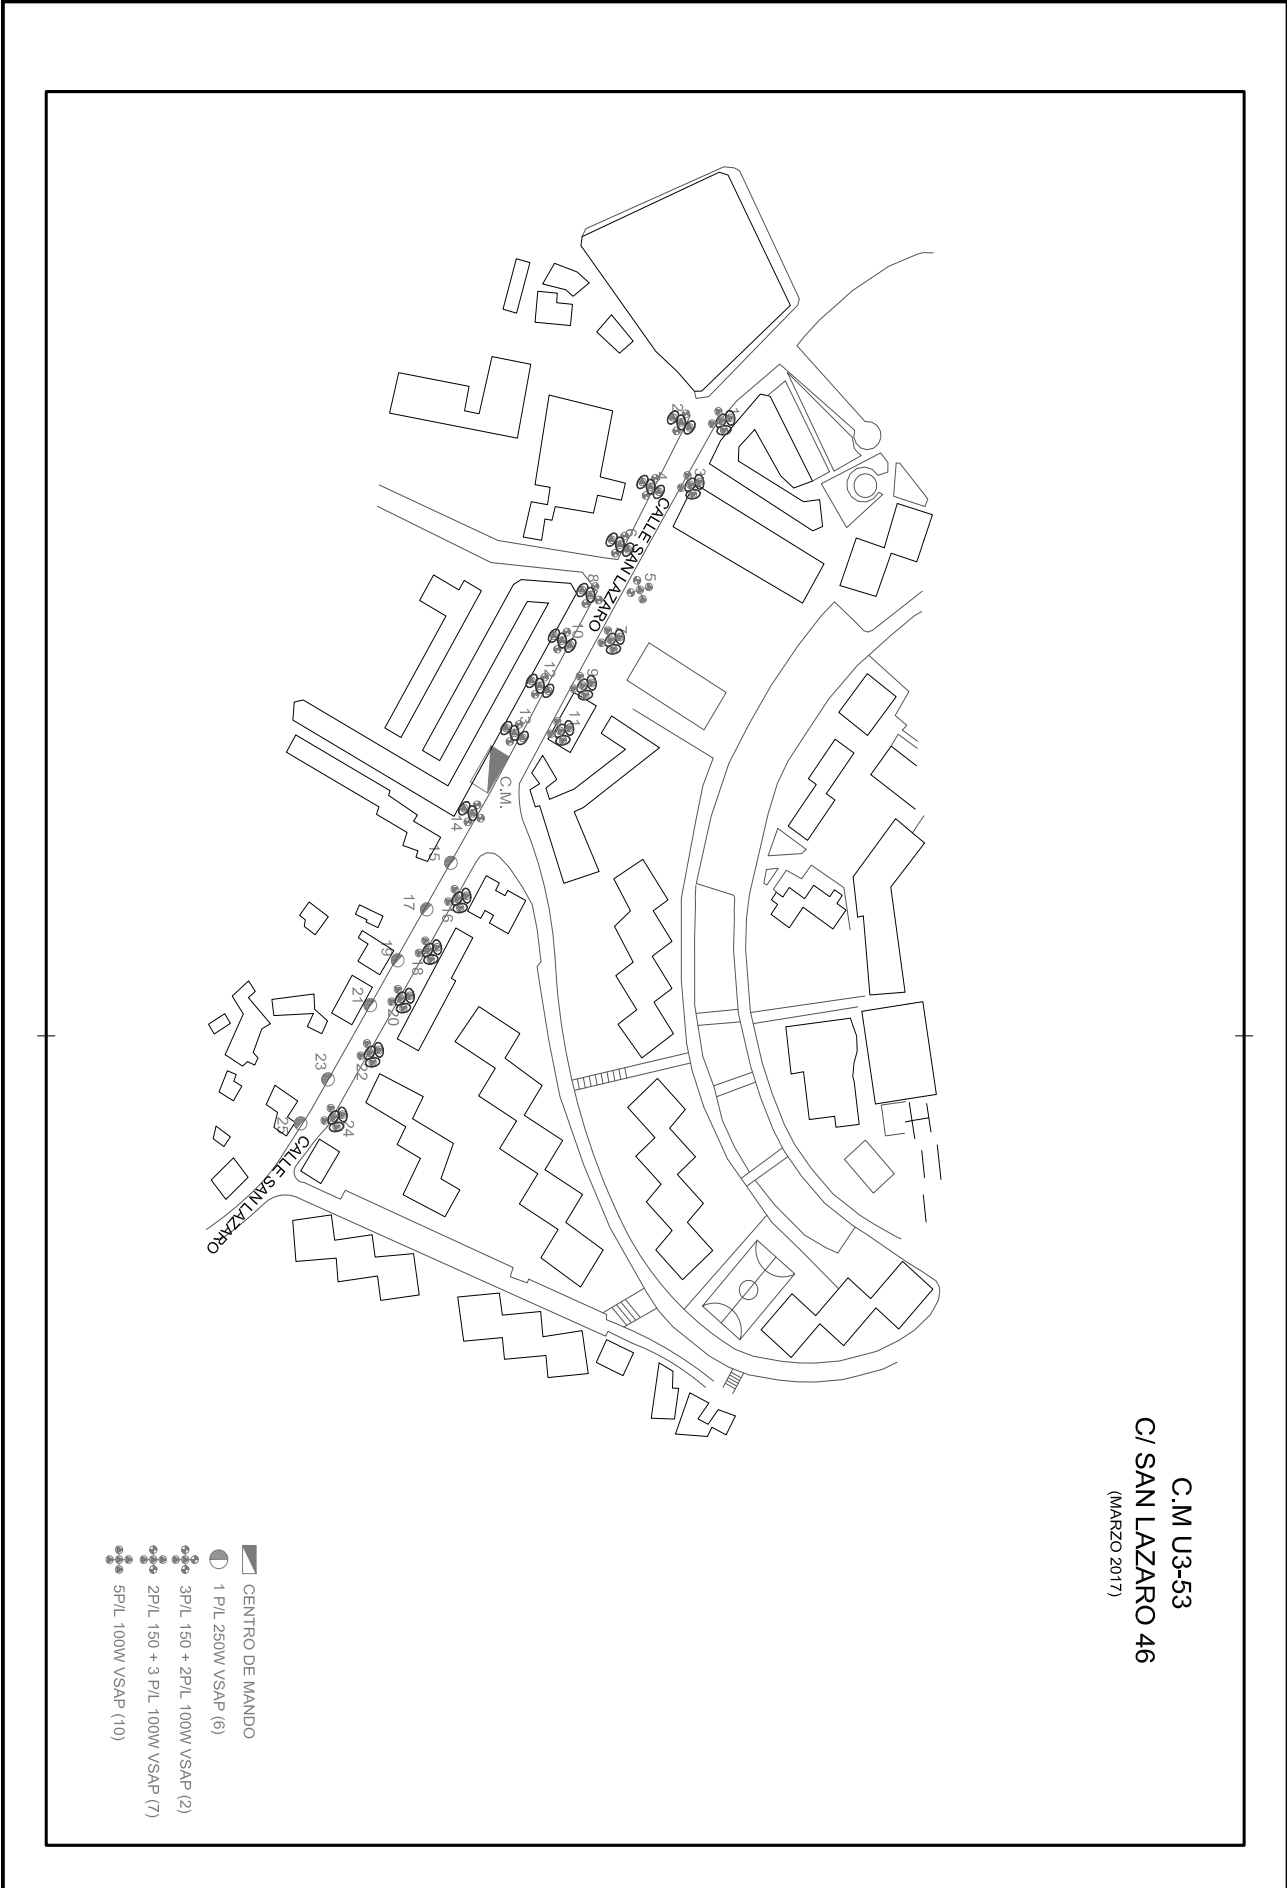 C.M U3-53
C/ SAN LAZARO 46
(MARZO 2017)
1
2
3
4
CALLE SAN LAZARO
6
5
8
7
10
9
12
11
13
C.M.
14
15
16
17
18
19
20
21
22
23
24
25
CALLE SAN LAZARO
CENTRO DE MANDO
1 P/L 250W VSAP (6)
3P/L 150 + 2P/L 100W VSAP (2)
2P/L 150 + 3 P/L 100W VSAP (7)
5P/L 100W VSAP (10)